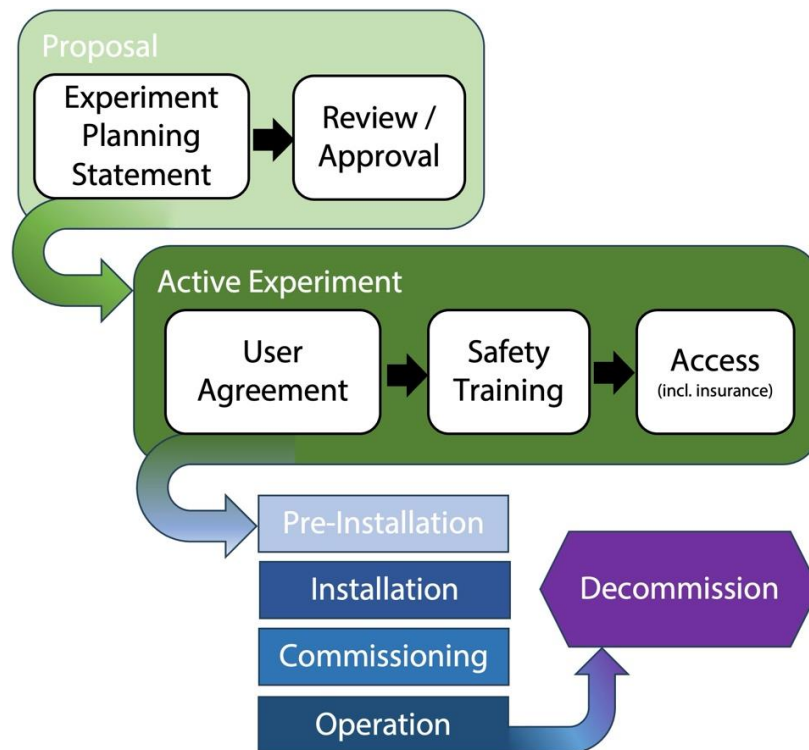 Proposal
Experiment
Planning
Statement
Review /
Approval
Active Experiment
User
Agreement
Safety
Training
Access
(incl. insurance)
Pre-Installation
Installation
Commissioning
Operation
Decommission